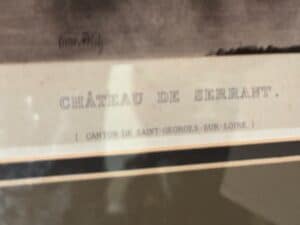 CHÂTEAU DE SERRANT.
( CANTON DE SAINT-GEORGES-SUR-LOIRE )